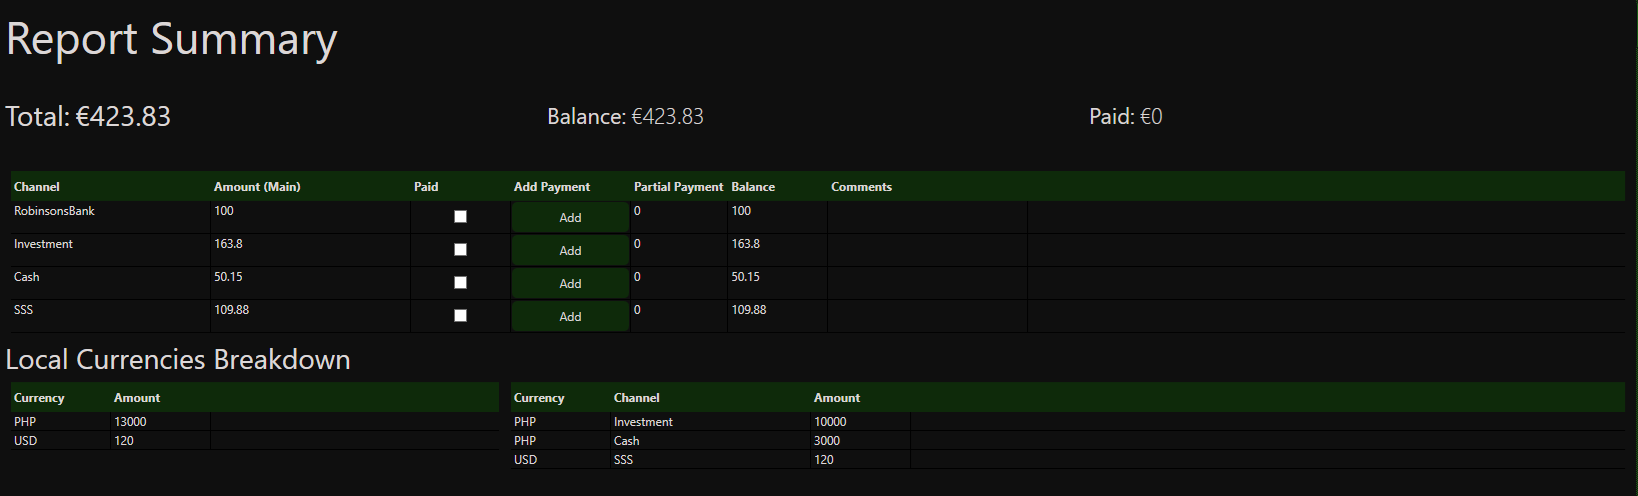 Report Summary
Total: €423.83 Balance: €423.83 Paid: €0
Channel Amount (Main) Paid Add Payment Partial Payment Balance Comments
RobinsonsBank 100 Add 0 100
Investment 163.8 Add 0 163.8
Cash 50.15 Add 0 50.15
SSS 109.88 Add 0 109.88
Local Currencies Breakdown
Currency Amount
PHP 13000
USD 120
Currency Channel Amount
PHP Investment 10000
PHP Cash 3000
USD SSS 120